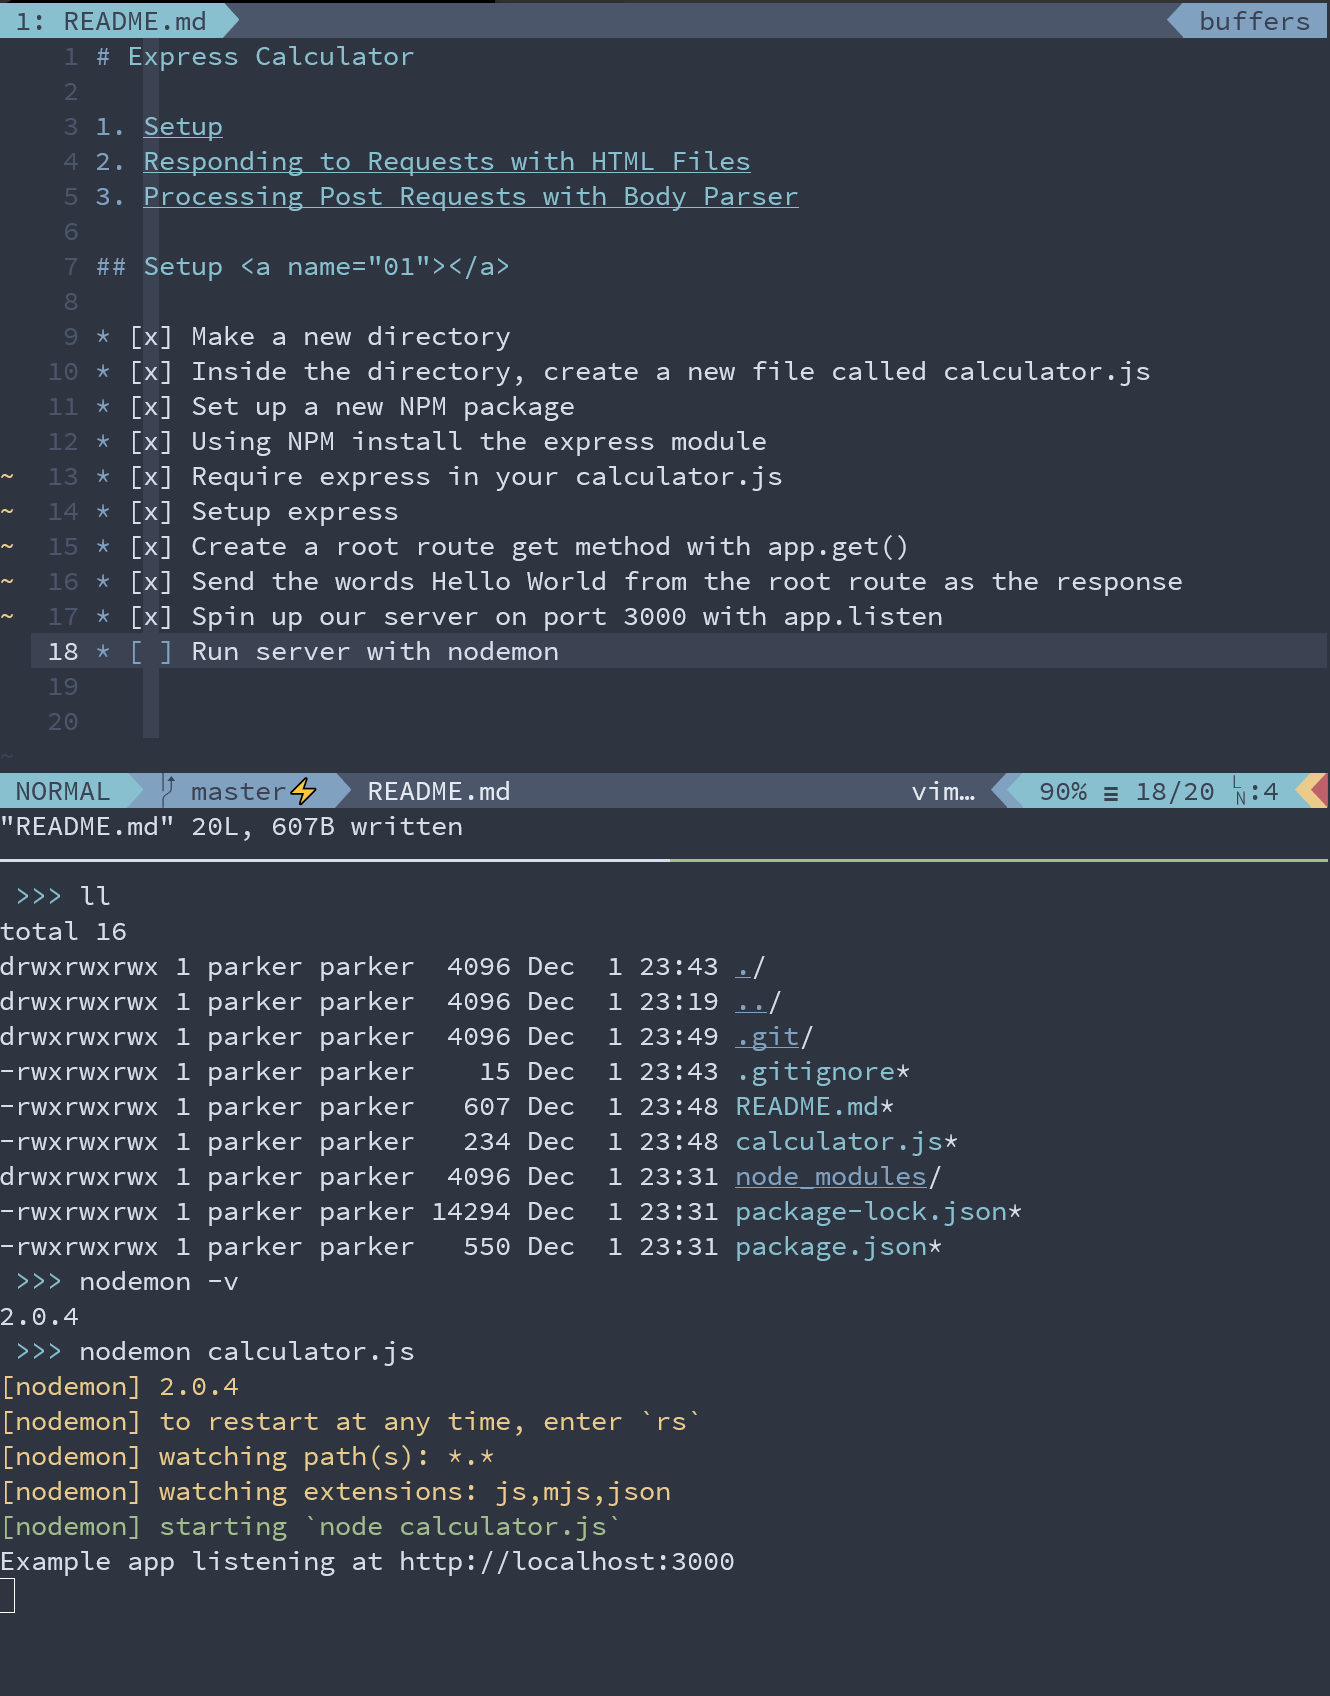 1: README.md buffers
1 # Express Calculator
2
3 1. Setup
4 2. Responding to Requests with HTML Files
5 3. Processing Post Requests with Body Parser
6
7 ## Setup <a name="01"></a>
8
9 * [x] Make a new directory
10 * [x] Inside the directory, create a new file called calculator.js
11 * [x] Set up a new NPM package
12 * [x] Using NPM install the express module
~ 13 * [x] Require express in your calculator.js
~ 14 * [x] Setup express
~ 15 * [x] Create a root route get method with app.get()
~ 16 * [x] Send the words Hello World from the root route as the response
~ 17 * [x] Spin up our server on port 3000 with app.listen
18 * [ ] Run server with nodemon
19
20
~
NORMAL master⚡ README.md vim… 90% ≡ 18/20 ␤:4
"README.md" 20L, 607B written
>>> ll
total 16
drwxrwxrwx 1 parker parker  4096 Dec  1 23:43 ./
drwxrwxrwx 1 parker parker  4096 Dec  1 23:19 ../
drwxrwxrwx 1 parker parker  4096 Dec  1 23:49 .git/
-rwxrwxrwx 1 parker parker    15 Dec  1 23:43 .gitignore*
-rwxrwxrwx 1 parker parker   607 Dec  1 23:48 README.md*
-rwxrwxrwx 1 parker parker   234 Dec  1 23:48 calculator.js*
drwxrwxrwx 1 parker parker  4096 Dec  1 23:31 node_modules/
-rwxrwxrwx 1 parker parker 14294 Dec  1 23:31 package-lock.json*
-rwxrwxrwx 1 parker parker   550 Dec  1 23:31 package.json*
>>> nodemon -v
2.0.4
>>> nodemon calculator.js
[nodemon] 2.0.4
[nodemon] to restart at any time, enter `rs`
[nodemon] watching path(s): *.*
[nodemon] watching extensions: js,mjs,json
[nodemon] starting `node calculator.js`
Example app listening at http://localhost:3000